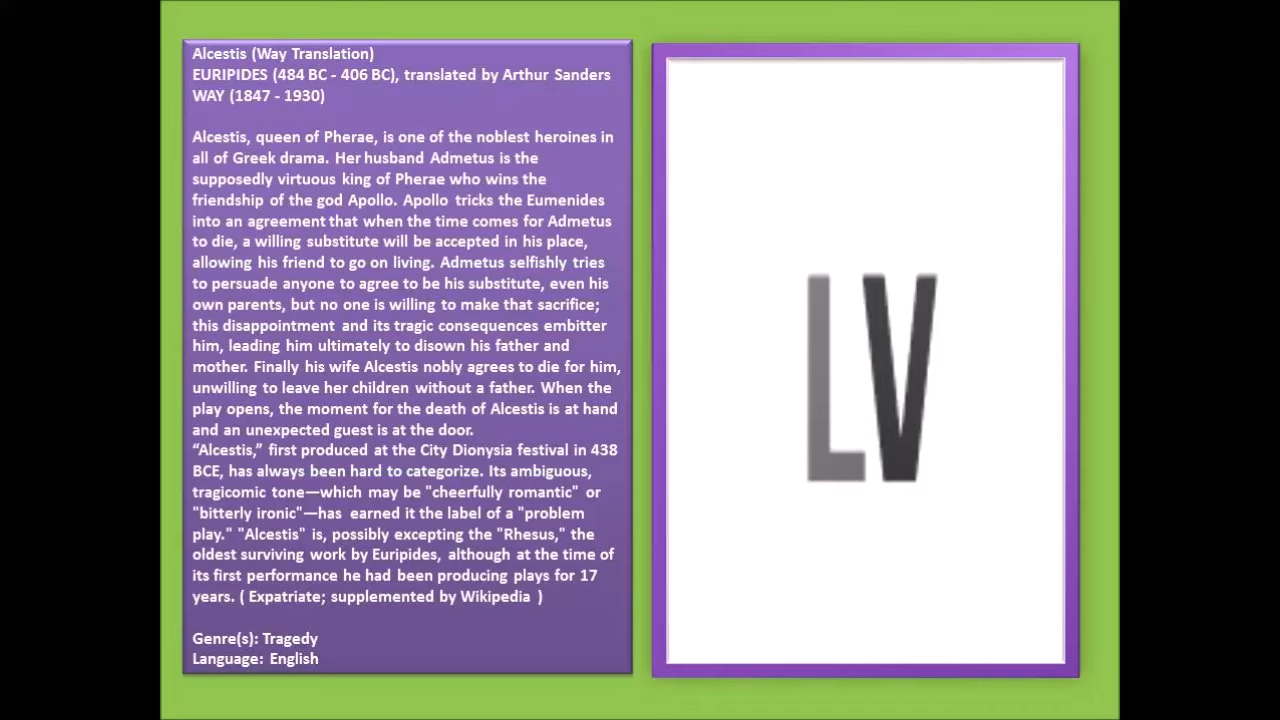 Alcestis (Way Translation)
EURIPIDES (484 BC - 406 BC), translated by Arthur Sanders
WAY (1847 - 1930)
Alcestis, queen of Pherae, is one of the noblest heroines in
all of Greek drama. Her husband Admetus is the
supposedly virtuous king of Pherae who wins the
friendship of the god Apollo. Apollo tricks the Eumenides
into an agreement that when the time comes for Admetus
to die, a willing substitute will be accepted in his place,
allowing his friend to go on living. Admetus selfishly tries
to persuade anyone to agree to be his substitute, even his
own parents, but no one is willing to make that sacrifice;
this disappointment and its tragic consequences embitter
him, leading him ultimately to disown his father and
mother. Finally his wife Alcestis nobly agrees to die for him,
unwilling to leave her children without a father. When the
play opens, the moment for the death of Alcestis is at hand
and an unexpected guest is at the door.
“Alcestis,” first produced at the City Dionysia festival in 438
BCE, has always been hard to categorize. Its ambiguous,
tragicomic tone—which may be "cheerfully romantic" or
"bitterly ironic"—has earned it the label of a "problem
play." "Alcestis" is, possibly excepting the "Rhesus," the
oldest surviving work by Euripides, although at the time of
its first performance he had been producing plays for 17
years. ( Expatriate; supplemented by Wikipedia )
Genre(s): Tragedy
Language: English
LV